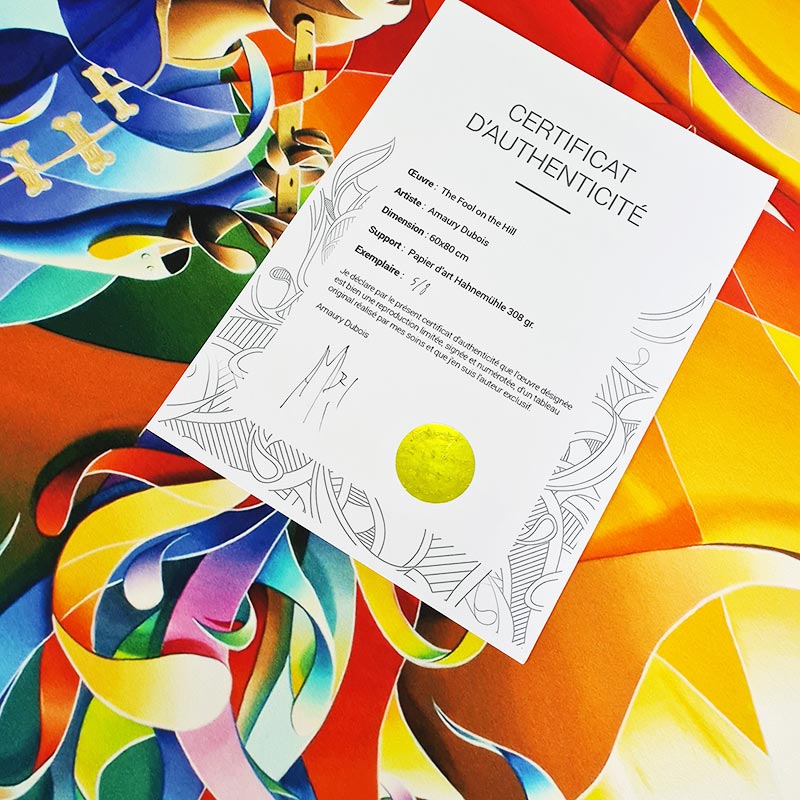 CERTIFICAT
D'AUTHENTICITÉ
Œuvre : The Fool on the Hill
Artiste : Amaury Dubois
Dimension : 60x80 cm
Support : Papier d'art Hahnemühle 308 gr.
Exemplaire : 5/8
Je déclare par le présent certificat d'authenticité que l'œuvre désignée
est bien une reproduction limitée, signée et numérotée, d'un tableau
original réalisé par mes soins et que j'en suis l'auteur exclusif.
Amaury Dubois